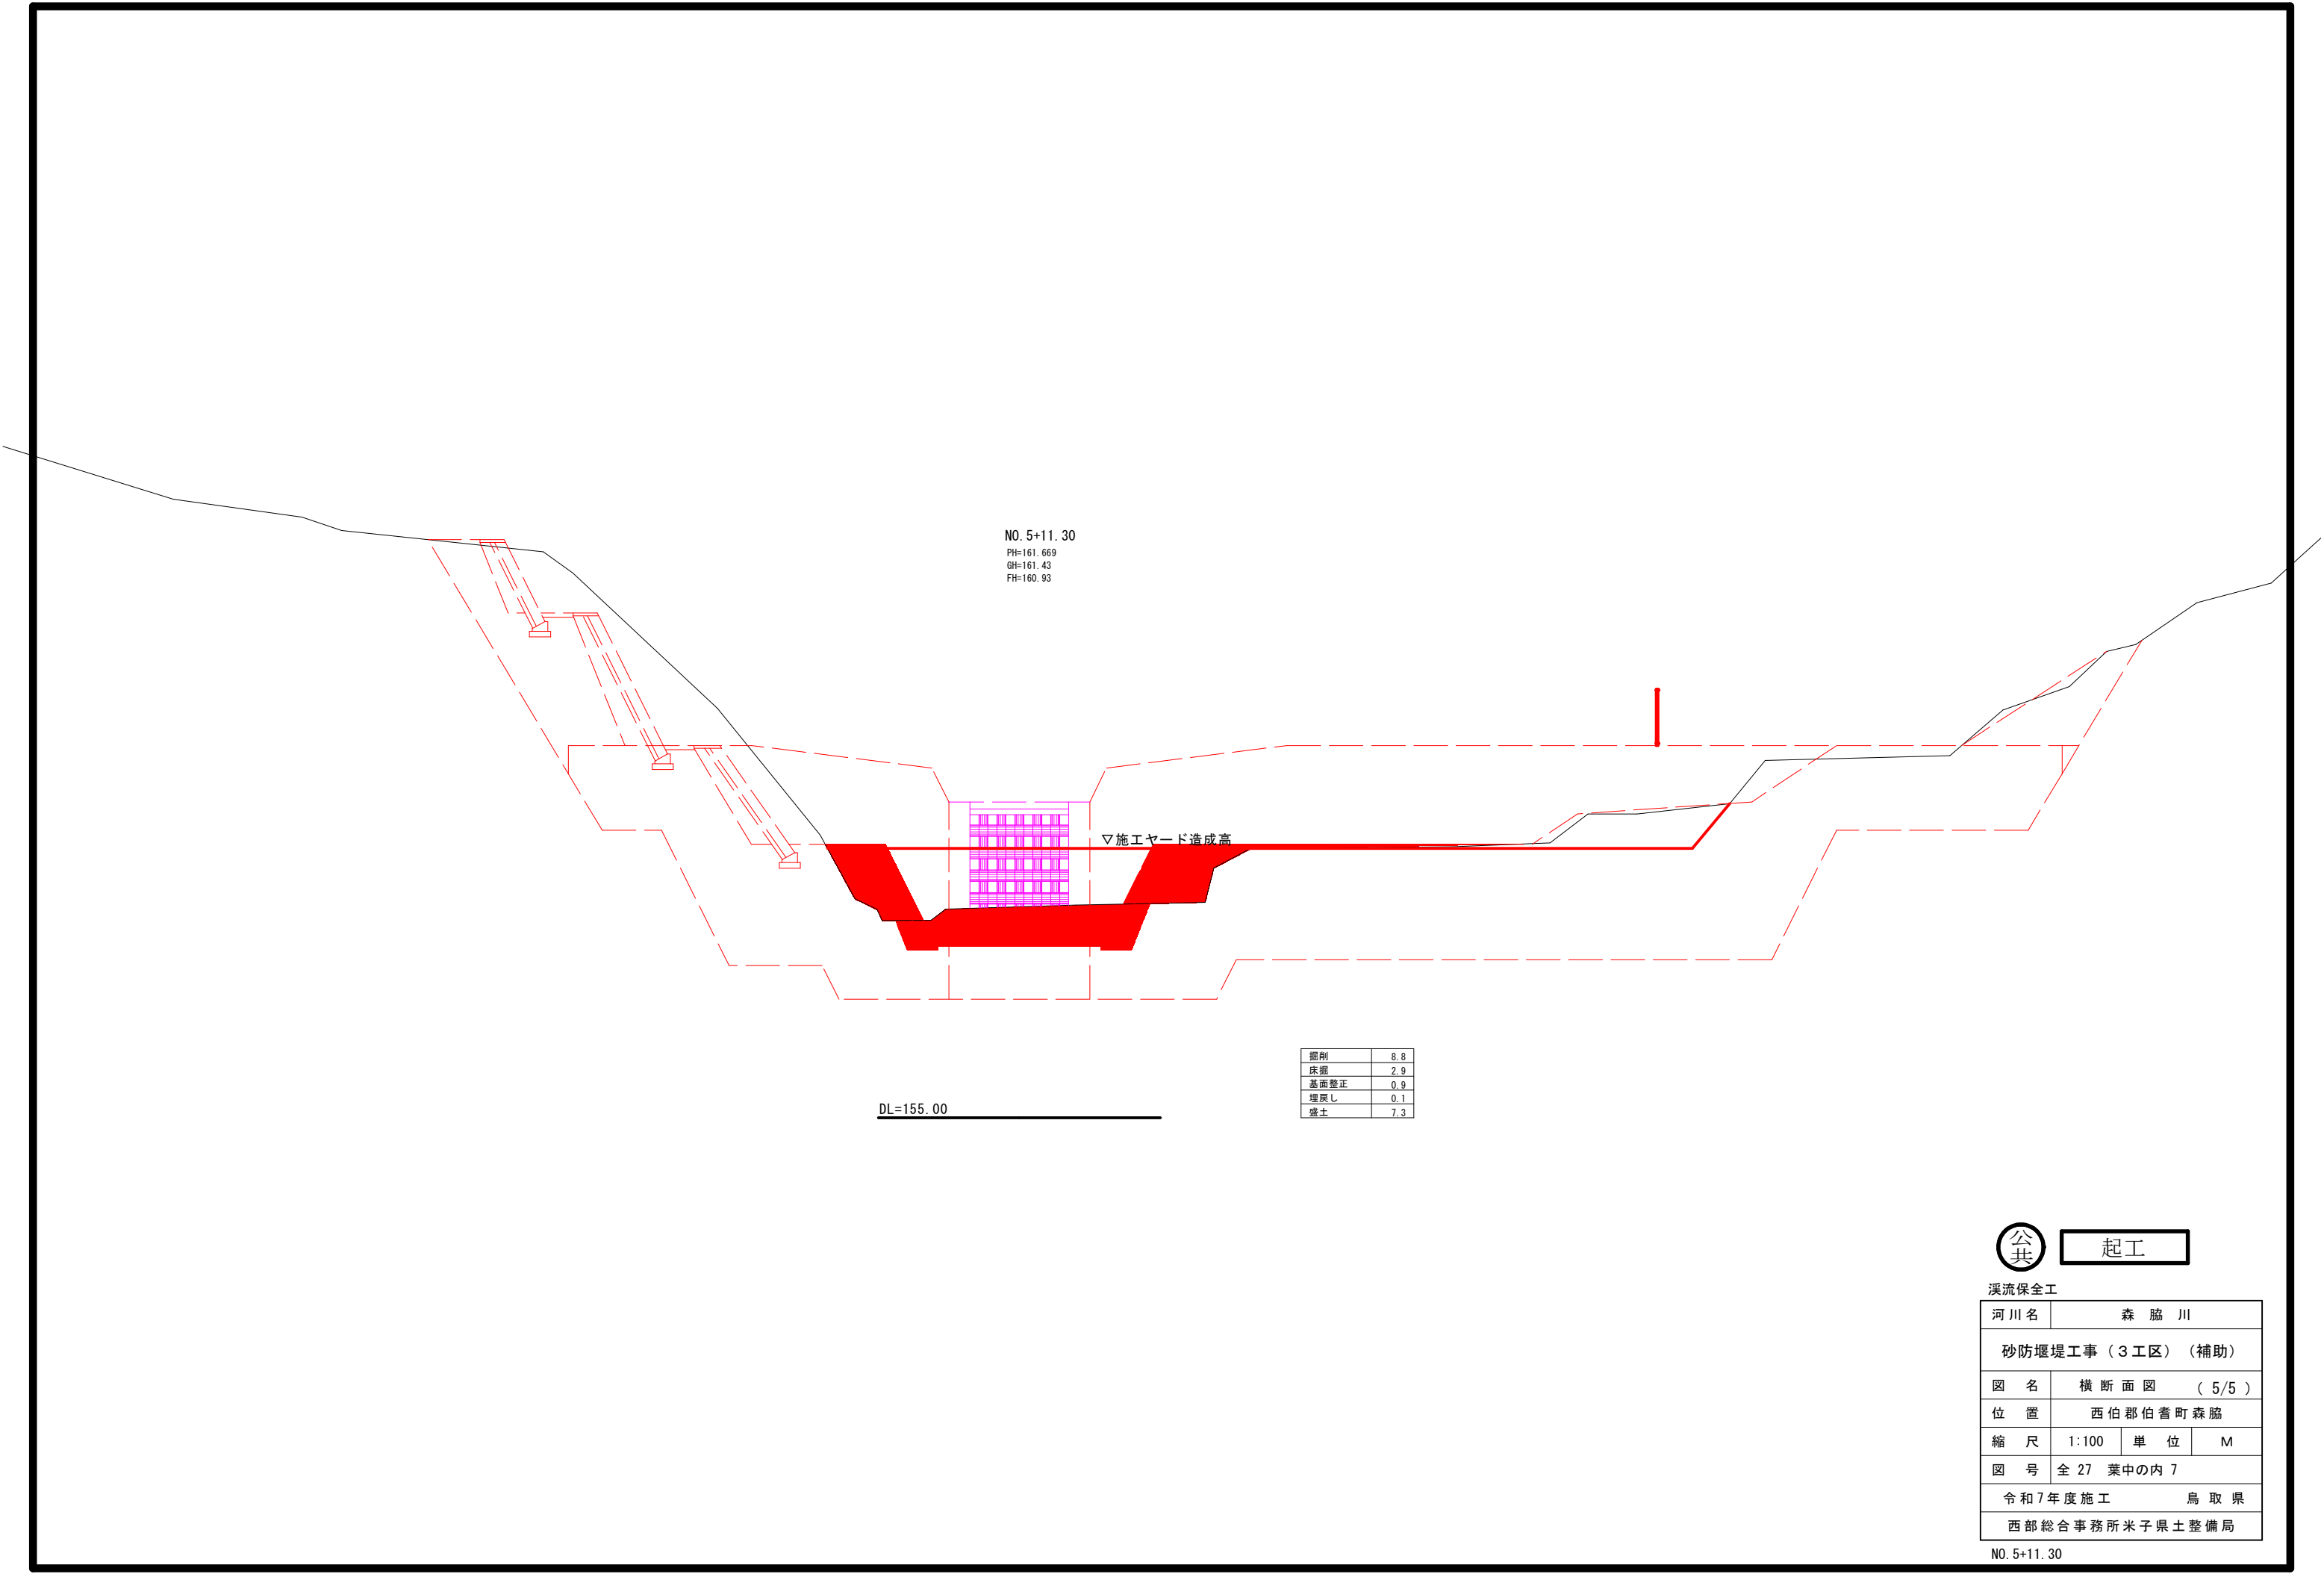 NO.5+11.30
PH=161.669
GH=161.43
FH=160.93
▽施工ヤード造成高
掘削 8.8
床掘 2.9
基面整正 0.9
埋戻し 0.1
盛土 7.3
DL=155.00
公共
起工
渓流保全工
河川名 森脇川
砂防堰堤工事(3工区)(補助)
図名 横断面図 (5/5)
位置 西伯郡伯耆町森脇
縮尺 1:100 単位 M
図号 全 27 葉中の内 7
令和7年度施工 鳥取県
西部総合事務所米子県土整備局
NO.5+11.30